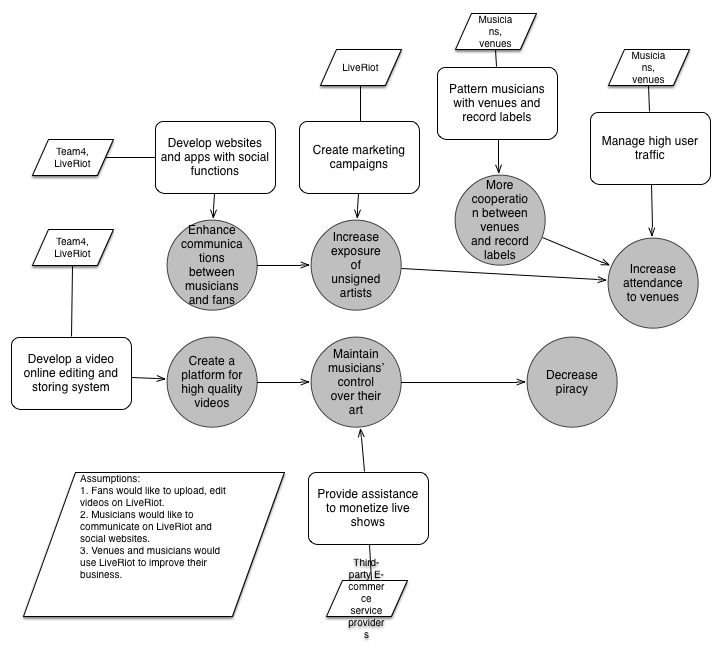 Musicia
ns,
venues
LiveRiot
Musicia
ns,
venues
Pattern musicians
with venues and
record labels
Team4,
LiveRiot
Develop websites
and apps with social
functions
Create marketing
campaigns
Manage high user
traffic
More
cooperatio
n between
venues
and record
labels
Team4,
LiveRiot
Enhance
communica
tions
between
musicians
and fans
Increase
exposure
of
unsigned
artists
Increase
attendance
to venues
Develop a video
online editing and
storing system
Create a
platform for
high quality
videos
Maintain
musicians'
control
over their
art
Decrease
piracy
Assumptions:
1. Fans would like to upload, edit
videos on LiveRiot.
2. Musicians would like to
communicate on LiveRiot and
social websites.
3. Venues and musicians would
use LiveRiot to improve their
business.
Provide assistance
to monetize live
shows
Third-
party E-
commer
ce
service
provider
s